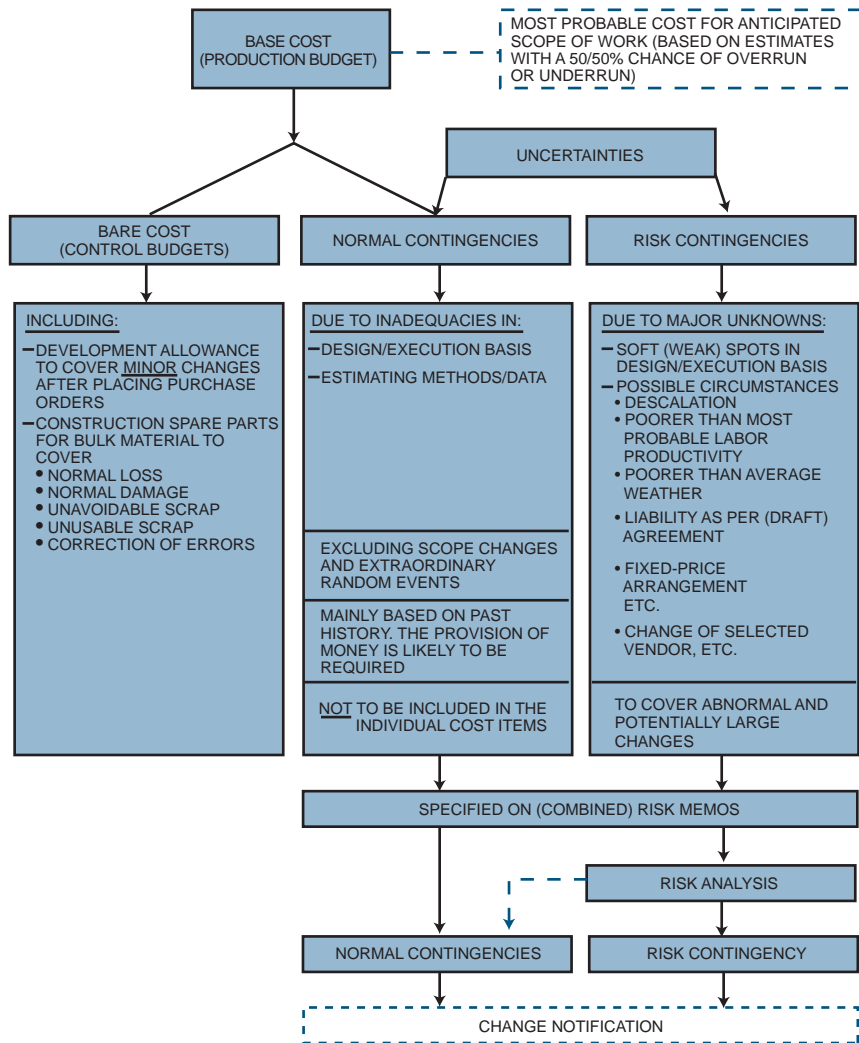 BASE COST
(PRODUCTION BUDGET)
MOST PROBABLE COST FOR ANTICIPATED
SCOPE OF WORK (BASED ON ESTIMATES
WITH A 50/50% CHANCE OF OVERRUN
OR UNDERRUN)
UNCERTAINTIES
BARE COST
(CONTROL BUDGETS)
NORMAL CONTINGENCIES
RISK CONTINGENCIES
INCLUDING:
–DEVELOPMENT ALLOWANCE
TO COVER MINOR CHANGES
AFTER PLACING PURCHASE
ORDERS
–CONSTRUCTION SPARE PARTS
FOR BULK MATERIAL TO
COVER
• NORMAL LOSS
• NORMAL DAMAGE
• UNAVOIDABLE SCRAP
• UNUSABLE SCRAP
• CORRECTION OF ERRORS
DUE TO INADEQUACIES IN:
–DESIGN/EXECUTION BASIS
–ESTIMATING METHODS/DATA
EXCLUDING SCOPE CHANGES
AND EXTRAORDINARY
RANDOM EVENTS
MAINLY BASED ON PAST
HISTORY. THE PROVISION OF
MONEY IS LIKELY TO BE
REQUIRED
NOT TO BE INCLUDED IN THE
INDIVIDUAL COST ITEMS
DUE TO MAJOR UNKNOWNS:
–SOFT (WEAK) SPOTS IN
DESIGN/EXECUTION BASIS
–POSSIBLE CIRCUMSTANCES
• DESCALATION
• POORER THAN MOST
PROBABLE LABOR
PRODUCTIVITY
• POORER THAN AVERAGE
WEATHER
• LIABILITY AS PER (DRAFT)
AGREEMENT
• FIXED-PRICE
ARRANGEMENT
ETC.
• CHANGE OF SELECTED
VENDOR, ETC.
TO COVER ABNORMAL AND
POTENTIALLY LARGE
CHANGES
SPECIFIED ON (COMBINED) RISK MEMOS
RISK ANALYSIS
NORMAL CONTINGENCIES
RISK CONTINGENCY
CHANGE NOTIFICATION